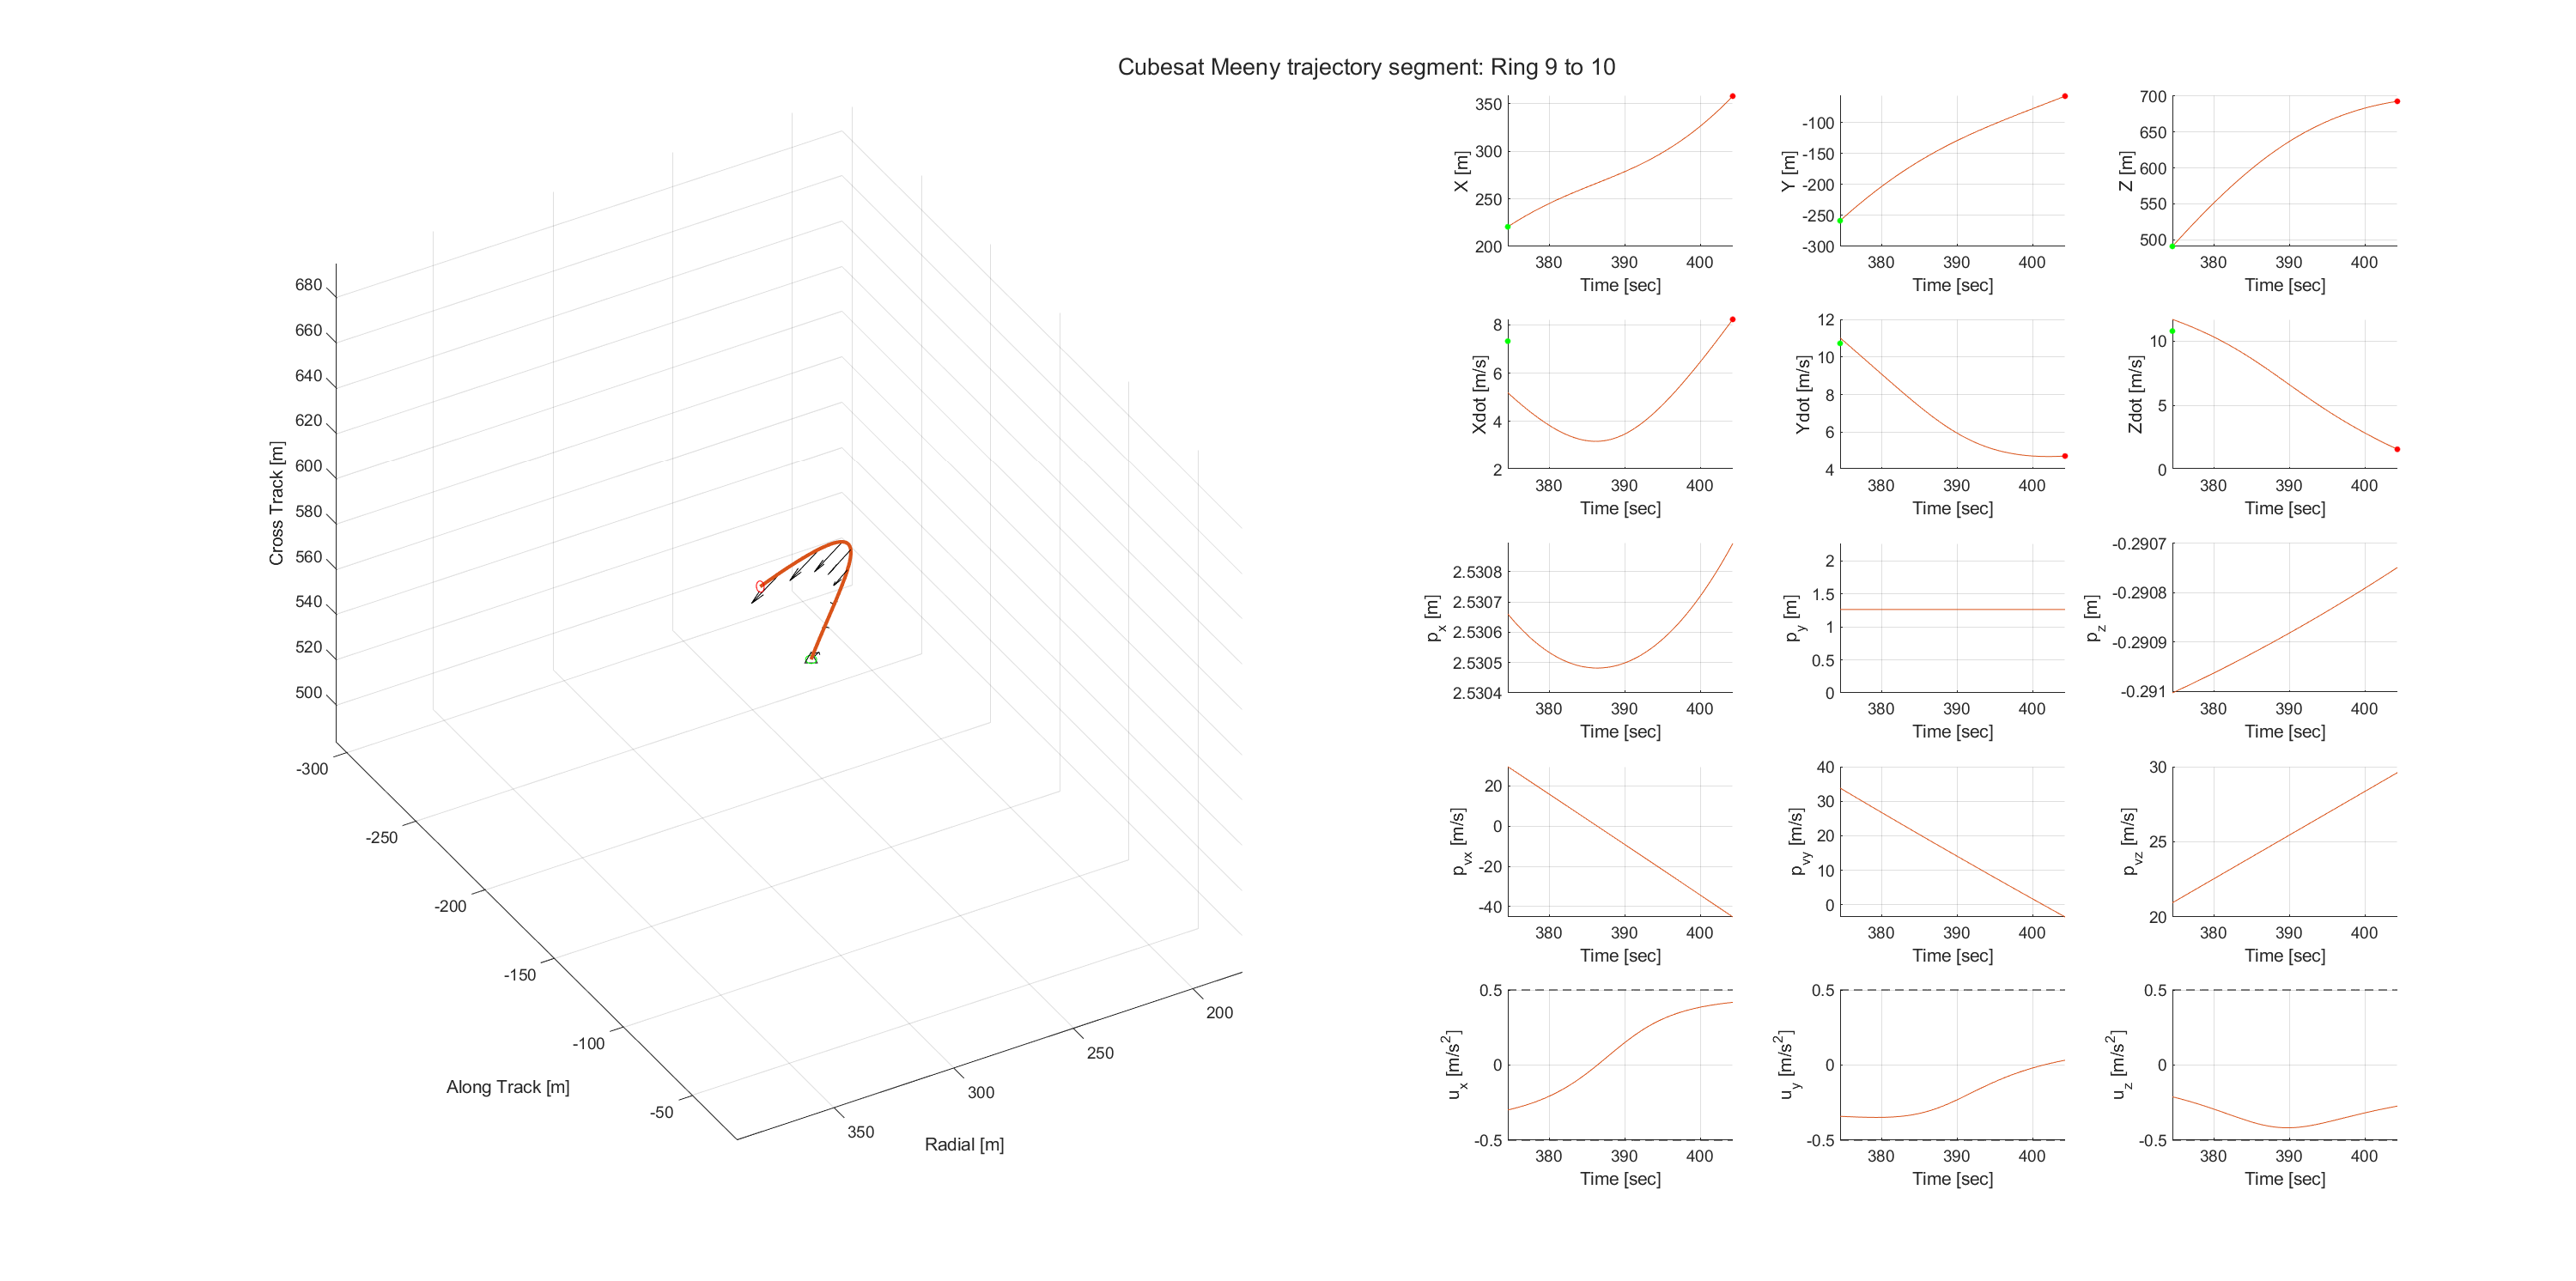 Cubesat Meeny trajectory segment: Ring 9 to 10
680
660
640
620
600
580
560
540
520
500
Cross Track [m]
-300
-250
-200
-150
-100
-50
Along Track [m]
350
300
250
200
Radial [m]
350
300
250
200
X [m]
380 390 400
Time [sec]
-100
-150
-200
-250
-300
Y [m]
380 390 400
Time [sec]
700
650
600
550
500
Z [m]
380 390 400
Time [sec]
8
6
4
2
Xdot [m/s]
380 390 400
Time [sec]
12
10
8
6
4
Ydot [m/s]
380 390 400
Time [sec]
10
5
0
Zdot [m/s]
380 390 400
Time [sec]
2.5308
2.5307
2.5306
2.5305
2.5304
p_x [m]
380 390 400
Time [sec]
2
1.5
1
0.5
0
p_y [m]
380 390 400
Time [sec]
-0.2907
-0.2908
-0.2909
-0.291
p_z [m]
380 390 400
Time [sec]
20
0
-20
-40
p_vx [m/s]
380 390 400
Time [sec]
40
30
20
10
0
p_vy [m/s]
380 390 400
Time [sec]
30
25
20
p_vz [m/s]
380 390 400
Time [sec]
0.5
0
-0.5
u_x [m/s²]
380 390 400
Time [sec]
0.5
0
-0.5
u_y [m/s²]
380 390 400
Time [sec]
0.5
0
-0.5
u_z [m/s²]
380 390 400
Time [sec]